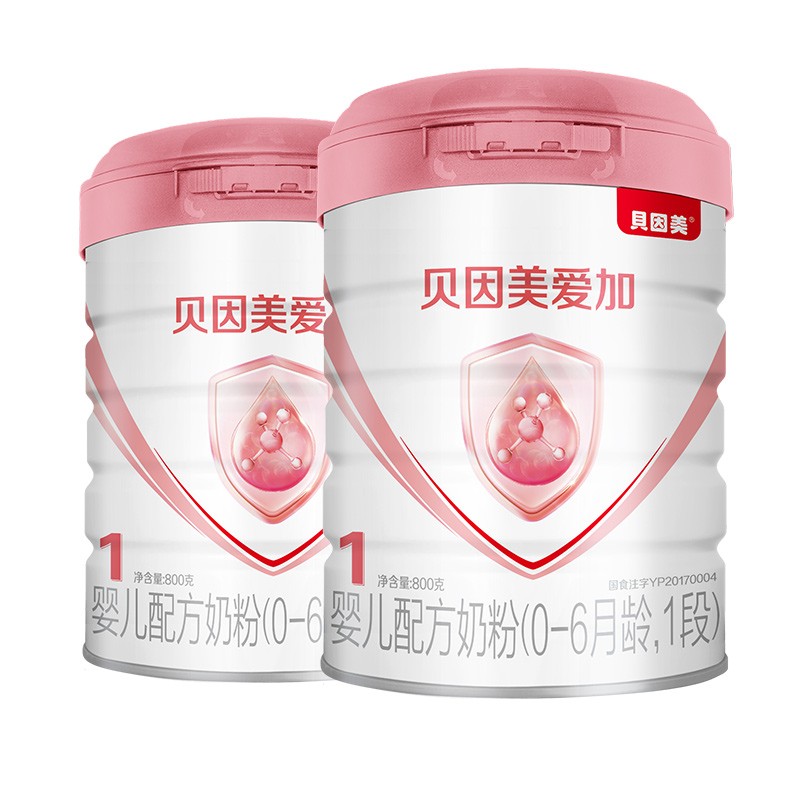 贝因美爱
1
净含量:800克
婴儿配方奶粉(0-6
貝因美®
贝因美爱加
1
净含量:800克
国食注字YP20170004
婴儿配方奶粉(0-6月龄,1段)